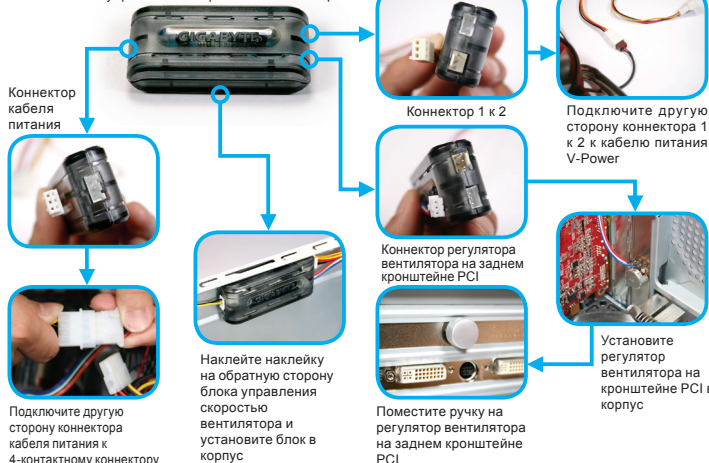 GIGABYTE
Коннектор
кабеля
питания
Коннектор 1 к 2
Подключите другую
сторону коннектора 1
к 2 к кабелю питания
V-Power
Коннектор регулятора
вентилятора на заднем
кронштейне PCI
Установите
регулятор
вентилятора на
кронштейне PCI в
корпус
Наклейте наклейку
на обратную сторону
блока управления
скоростью
вентилятора и
установите блок в
корпус
Поместите ручку на
регулятор вентилятора
на заднем кронштейне
PCI
Подключите другую
сторону коннектора
кабеля питания к
4-контактному коннектору